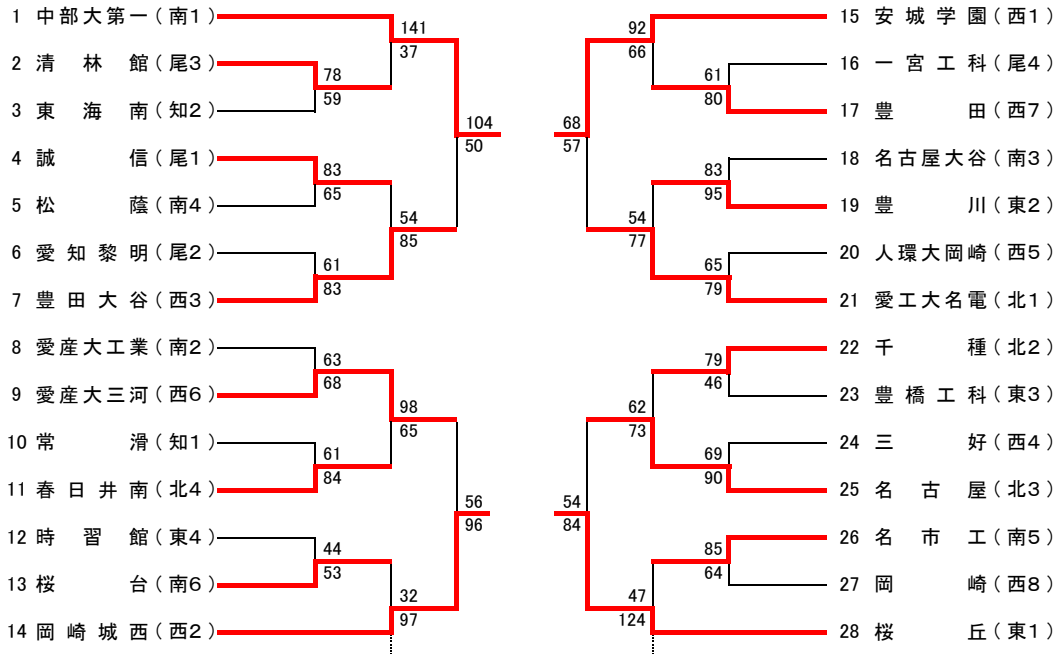 1 中部大第一(南1)
2 清林館(尾3)
3 東海南(知2)
4 誠信(尾1)
5 松蔭(南4)
6 愛知黎明(尾2)
7 豊田大谷(西3)
8 愛産大工業(南2)
9 愛産大三河(西6)
10 常滑(知1)
11 春日井南(北4)
12 時習館(東4)
13 桜台(南6)
14 岡崎城西(西2)
78
59
83
65
61
83
63
68
61
84
44
53
141
37
54
85
98
65
32
97
104
50
56
96
68
57
54
84
92
66
54
77
62
73
47
124
61
80
83
95
65
79
79
46
69
90
85
64
15 安城学園(西1)
16 一宮工科(尾4)
17 豊田(西7)
18 名古屋大谷(南3)
19 豊川(東2)
20 人環大岡崎(西5)
21 愛工大名電(北1)
22 千種(北2)
23 豊橋工科(東3)
24 三好(西4)
25 名古屋(北3)
26 名市工(南5)
27 岡崎(西8)
28 桜丘(東1)